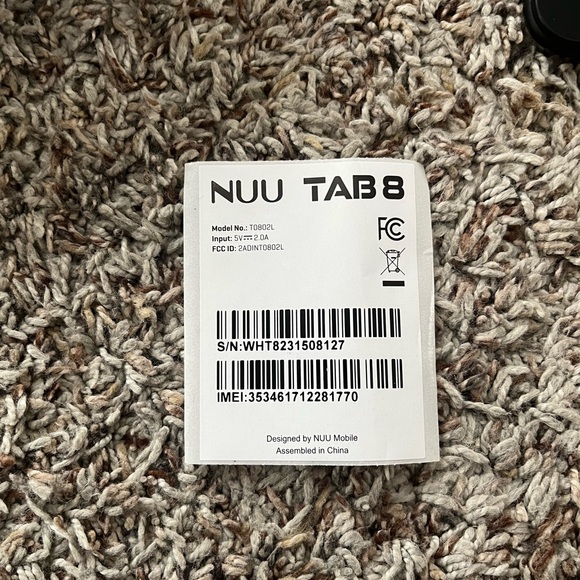 NUU TAB 8
Model No.: T0802L
Input: 5V⎓2.0A
FCC ID: 2ADINT0802L
FC
S/N:WHT8231508127
IMEI:353461712281770
Designed by NUU Mobile
Assembled in China